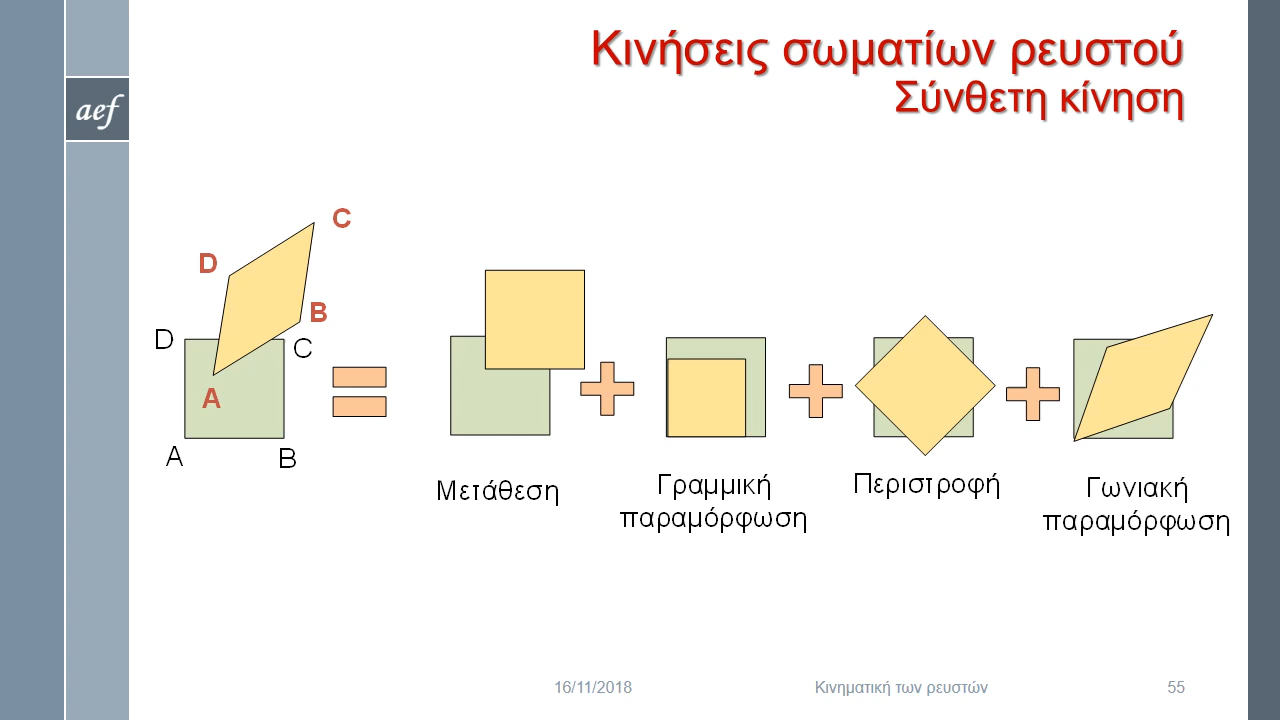 Κινήσεις σωματίων ρευστού
Σύνθετη κίνηση
aef
C
D
B
D
C
A
A
B
Μετάθεση
Γραμμική
παραμόρφωση
Περιστροφή
Γωνιακή
παραμόρφωση
16/11/2018
Κινηματική των ρευστών
55